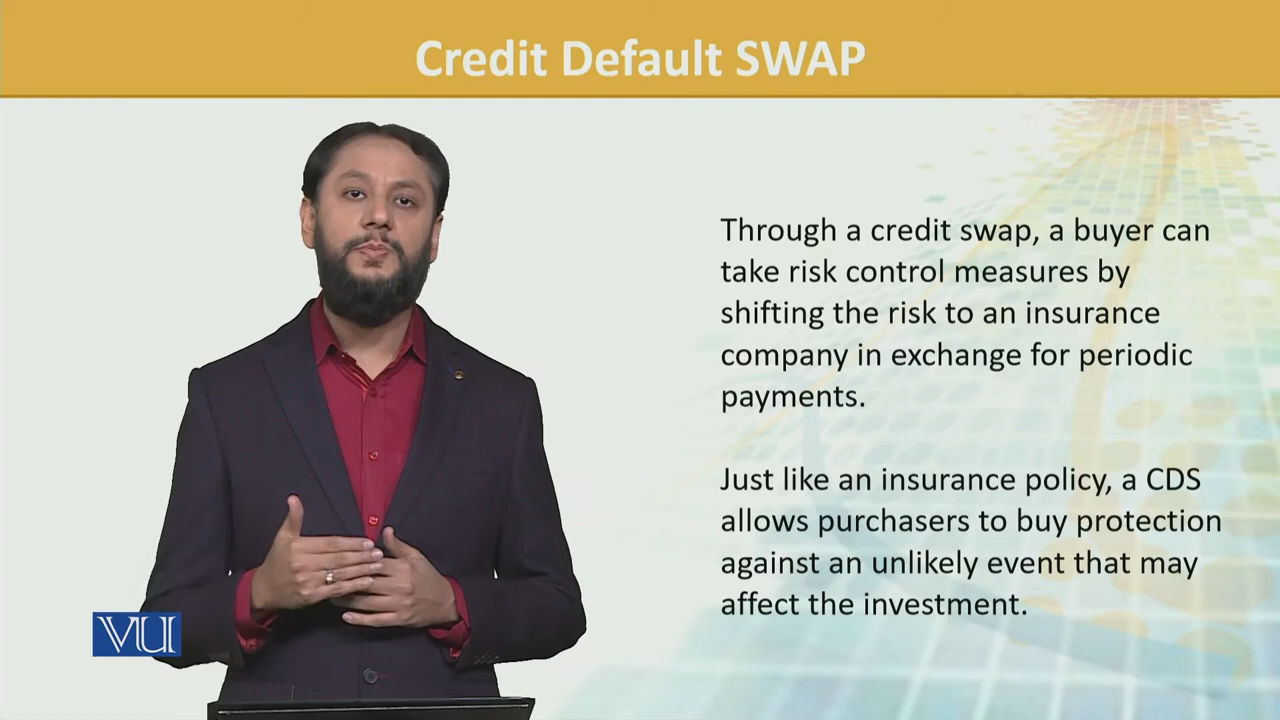 Credit Default SWAP
Through a credit swap, a buyer can
take risk control measures by
shifting the risk to an insurance
company in exchange for periodic
payments.
Just like an insurance policy, a CDS
allows purchasers to buy protection
against an unlikely event that may
affect the investment.
VU